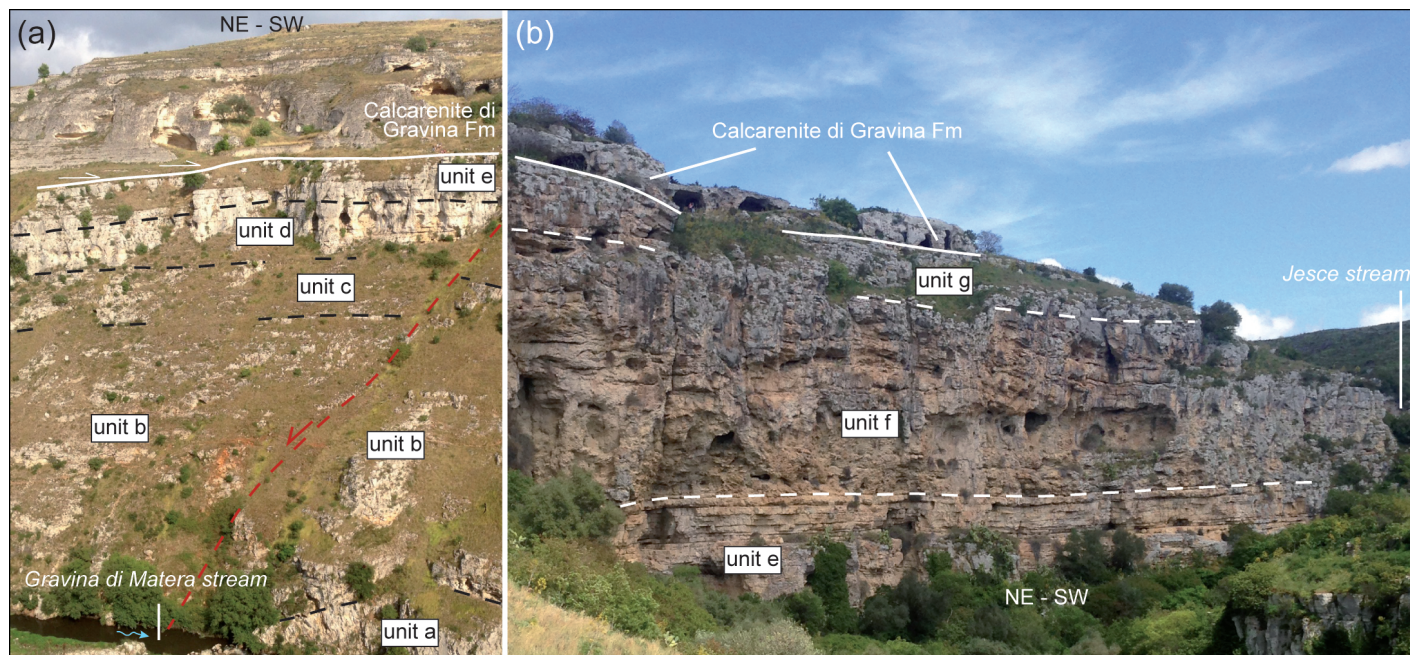 (a)
NE - SW
Calcarenite di
Gravina Fm
unit e
unit d
unit c
unit b
unit b
Gravina di Matera stream
unit a
(b)
Calcarenite di Gravina Fm
unit g
Jesce stream
unit f
unit e
NE - SW